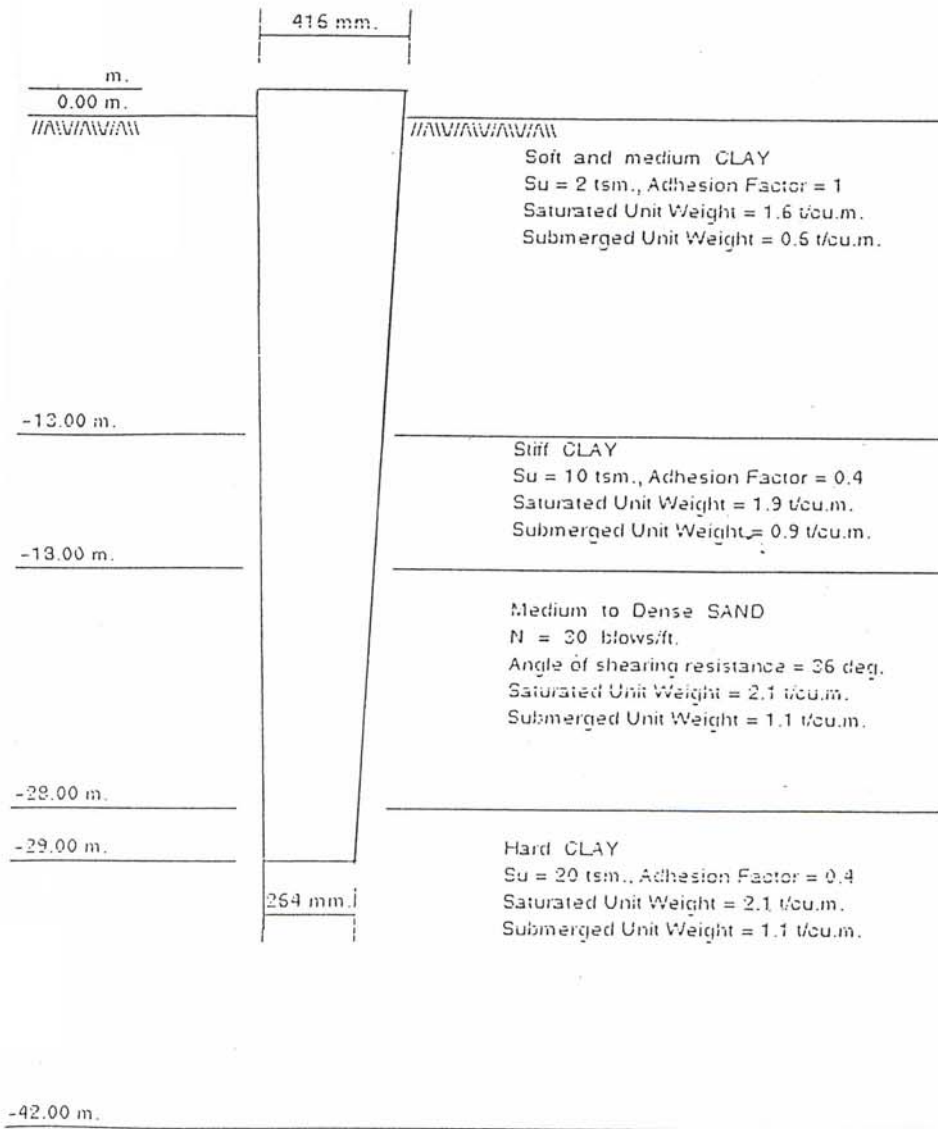 416 mm.
m.
0.00 m.
Soft and medium CLAY
Su = 2 tsm., Adhesion Factor = 1
Saturated Unit Weight = 1.6 t/cu.m.
Submerged Unit Weight = 0.6 t/cu.m.
-13.00 m.
Stiff CLAY
Su = 10 tsm., Adhesion Factor = 0.4
Saturated Unit Weight = 1.9 t/cu.m.
Submerged Unit Weight = 0.9 t/cu.m.
-18.00 m.
Medium to Dense SAND
N = 30 blows/ft.
Angle of shearing resistance = 36 deg.
Saturated Unit Weight = 2.1 t/cu.m.
Submerged Unit Weight = 1.1 t/cu.m.
-28.00 m.
-29.00 m.
Hard CLAY
Su = 20 tsm., Adhesion Factor = 0.4
Saturated Unit Weight = 2.1 t/cu.m.
Submerged Unit Weight = 1.1 t/cu.m.
264 mm.
-42.00 m.